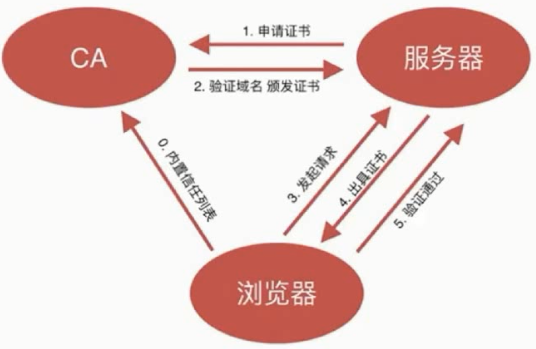 1. 申请证书
CA
服务器
2. 验证域名 颁发证书
0. 内置信任列表
3. 发起请求
4. 出具证书
5. 验证通过
浏览器